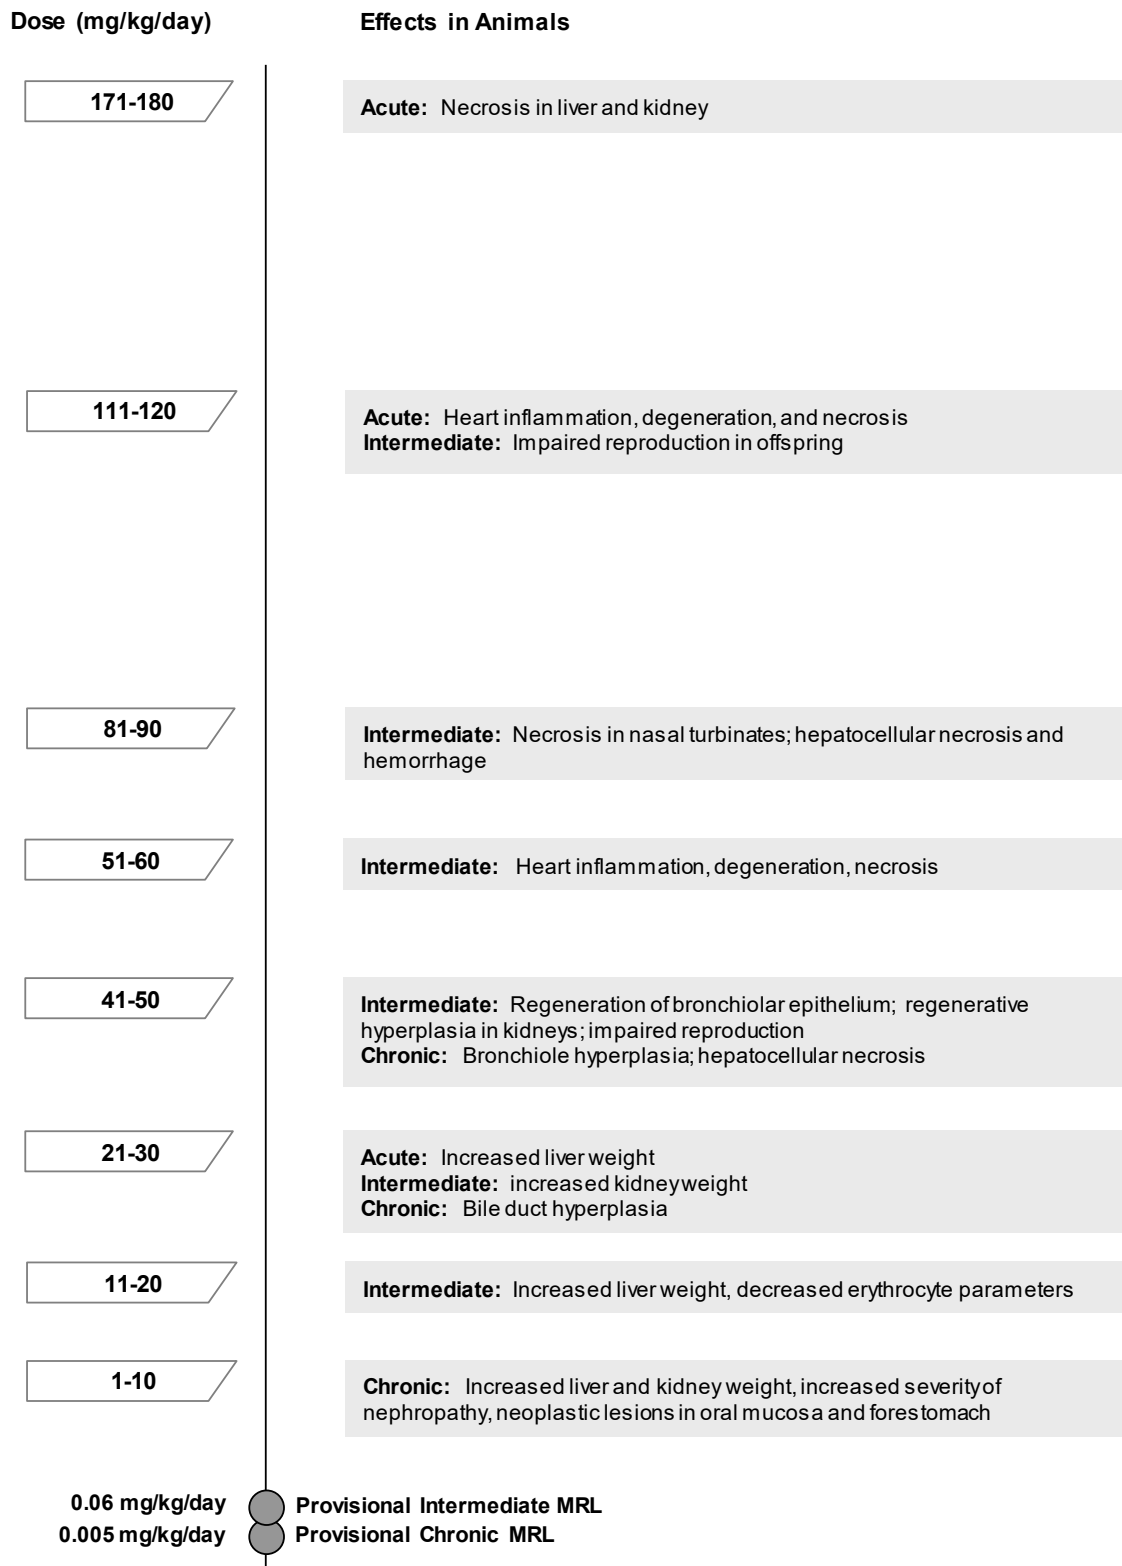 Dose (mg/kg/day) Effects in Animals
171-180 Acute: Necrosis in liver and kidney
111-120 Acute: Heart inflammation, degeneration, and necrosis
Intermediate: Impaired reproduction in offspring
81-90 Intermediate: Necrosis in nasal turbinates; hepatocellular necrosis and
hemorrhage
51-60 Intermediate: Heart inflammation, degeneration, necrosis
41-50 Intermediate: Regeneration of bronchiolar epithelium; regenerative
hyperplasia in kidneys; impaired reproduction
Chronic: Bronchiole hyperplasia; hepatocellular necrosis
21-30 Acute: Increased liver weight
Intermediate: increased kidney weight
Chronic: Bile duct hyperplasia
11-20 Intermediate: Increased liver weight, decreased erythrocyte parameters
1-10 Chronic: Increased liver and kidney weight, increased severity of
nephropathy, neoplastic lesions in oral mucosa and forestomach
0.06 mg/kg/day Provisional Intermediate MRL
0.005 mg/kg/day Provisional Chronic MRL